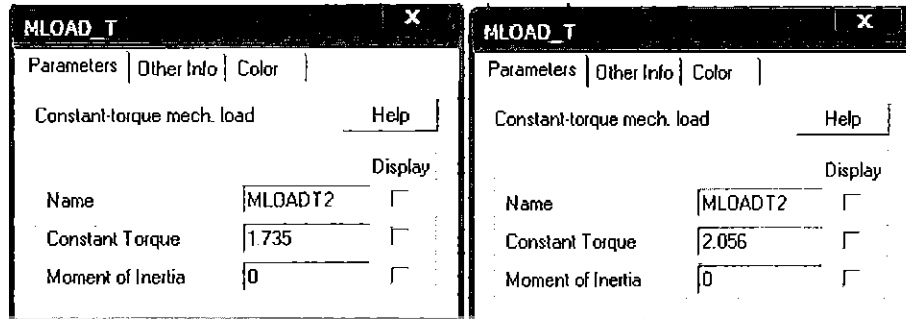 MLOAD_T
X
Parameters Other Info Color
Constant-torque mech. load Help
Display
Name MLOADT2
Constant Torque 1.735
Moment of Inertia 0
MLOAD_T
X
Parameters Other Info Color
Constant-torque mech. load Help
Display
Name MLOADT2
Constant Torque 2.056
Moment of Inertia 0